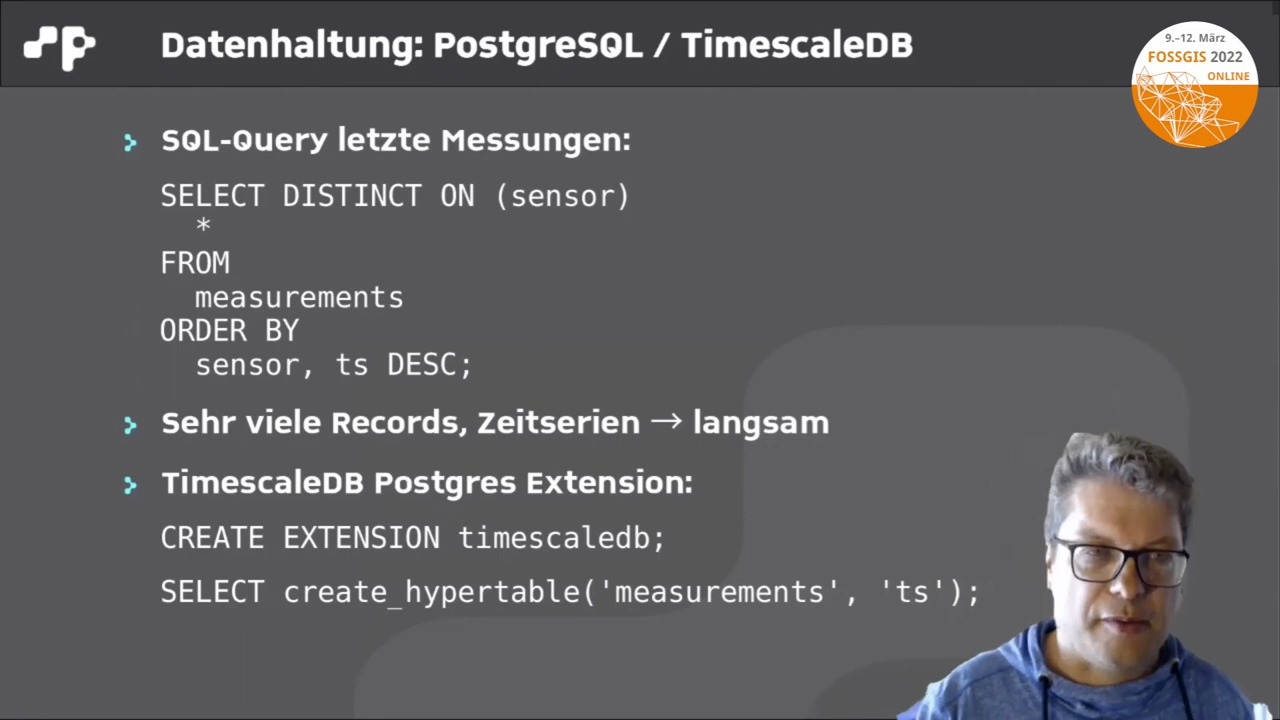 Datenhaltung: PostgreSQL / TimescaleDB
9.–12. März
FOSSGIS 2022
ONLINE
SQL-Query letzte Messungen:
SELECT DISTINCT ON (sensor)
*
FROM
measurements
ORDER BY
sensor, ts DESC;
Sehr viele Records, Zeitserien → langsam
TimescaleDB Postgres Extension:
CREATE EXTENSION timescaledb;
SELECT create_hypertable('measurements', 'ts');